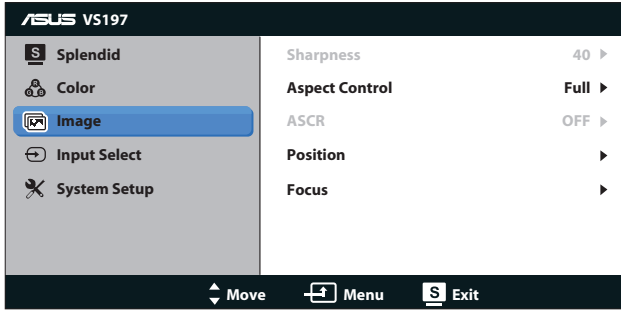 ASUS VS197
S Splendid
Color
Image
Input Select
System Setup
Sharpness 40
Aspect Control Full
ASCR OFF
Position
Focus
Move Menu S Exit